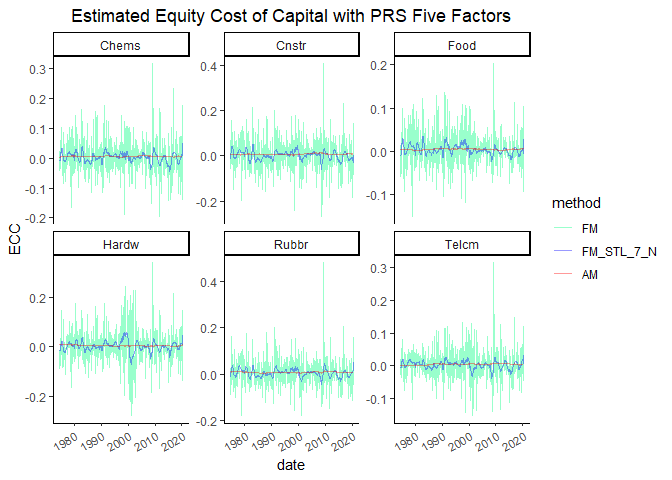 Estimated Equity Cost of Capital with PRS Five Factors
Chems
Cnstr
Food
0.3
0.2
0.1
0.0
-0.1
-0.2
0.4
0.2
0.0
-0.2
0.2
0.1
0.0
-0.1
ECC
Hardw
Rubbr
Telcm
0.2
0.0
-0.2
0.4
0.2
0.0
-0.2
0.3
0.2
0.1
0.0
-0.1
1980 1990 2000 2010 2020
1980 1990 2000 2010 2020
1980 1990 2000 2010 2020
date
method
FM
FM_STL_7_N
AM